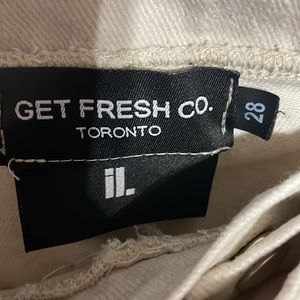 GET FRESH CO.
TORONTO
28
iL.